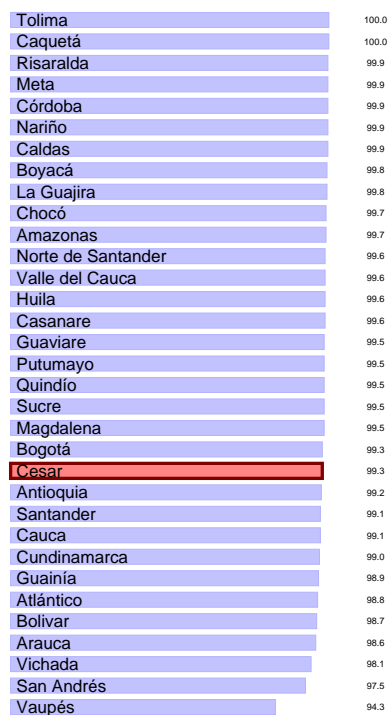 Tolima 100.0
Caquetá 100.0
Risaralda 99.9
Meta 99.9
Córdoba 99.9
Nariño 99.9
Caldas 99.9
Boyacá 99.8
La Guajira 99.8
Chocó 99.7
Amazonas 99.7
Norte de Santander 99.6
Valle del Cauca 99.6
Huila 99.6
Casanare 99.6
Guaviare 99.5
Putumayo 99.5
Quindío 99.5
Sucre 99.5
Magdalena 99.5
Bogotá 99.3
Cesar 99.3
Antioquia 99.2
Santander 99.1
Cauca 99.1
Cundinamarca 99.0
Guainía 98.9
Atlántico 98.8
Bolivar 98.7
Arauca 98.6
Vichada 98.1
San Andrés 97.5
Vaupés 94.3